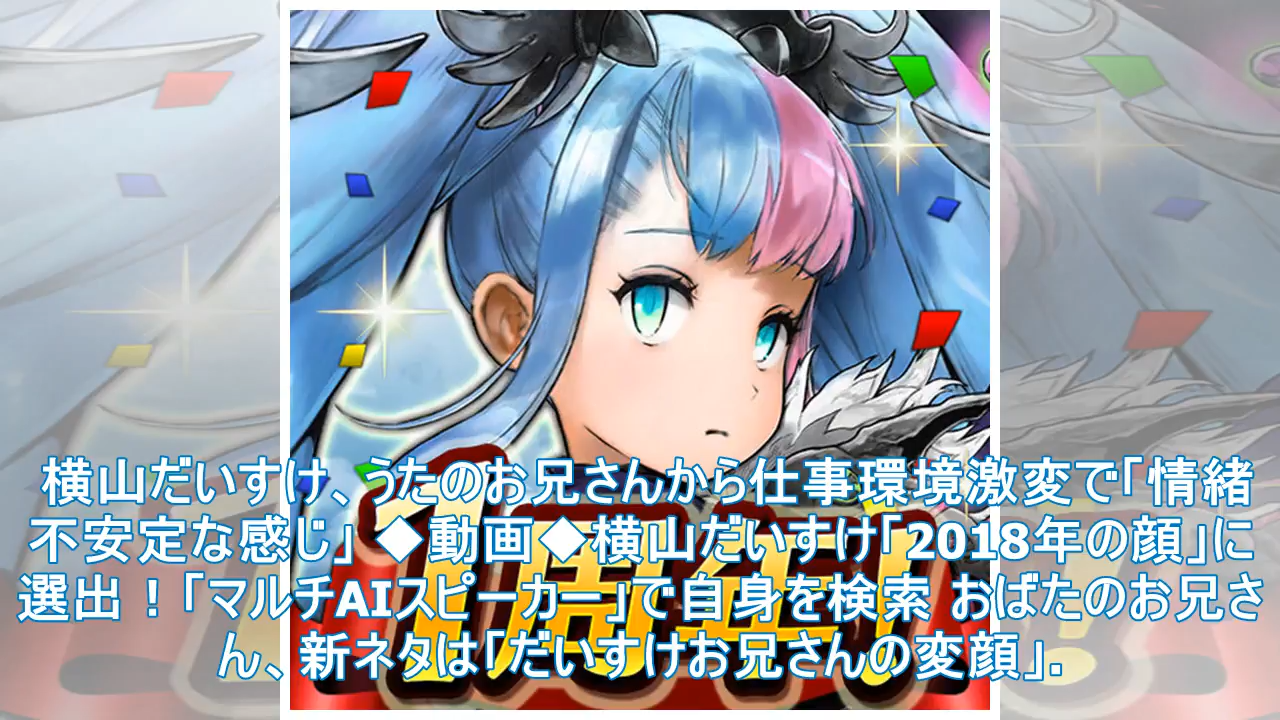 横山だいすけ、うたのお兄さんから仕事環境激変で「情緒
不安定な感じ」 ◆動画◆横山だいすけ「2018年の顔」に
選出！「マルチAIスピーカー」で自身を検索 おばたのお兄さ
ん、新ネタは「だいすけお兄さんの変顔」.
1周年!